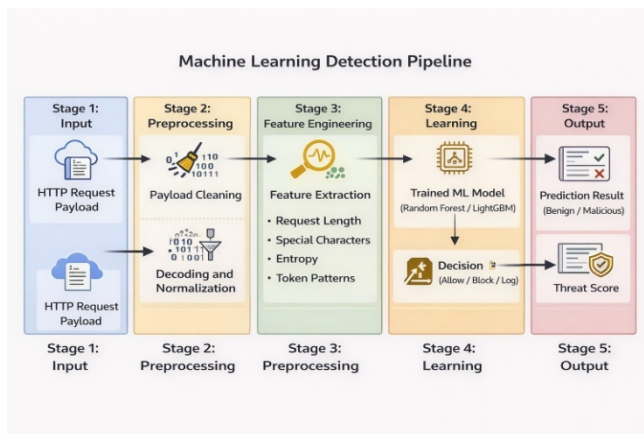 Machine Learning Detection Pipeline
Stage 1:
Input
HTTP Request
Payload
HTTP Request
Payload
Stage 2:
Preprocessing
Payload Cleaning
Decoding and
Normalization
Stage 3:
Feature Engineering
Feature Extraction
• Request Length
• Special Characters
• Entropy
• Token Patterns
Stage 4:
Learning
Trained ML Model
(Random Forest / LightGBM)
Decision
(Allow / Block / Log)
Stage 5:
Output
Prediction Result
(Benign / Malicious)
Threat Score
Stage 1:
Input
Stage 2:
Preprocessing
Stage 3:
Preprocessing
Stage 4:
Learning
Stage 5:
Output